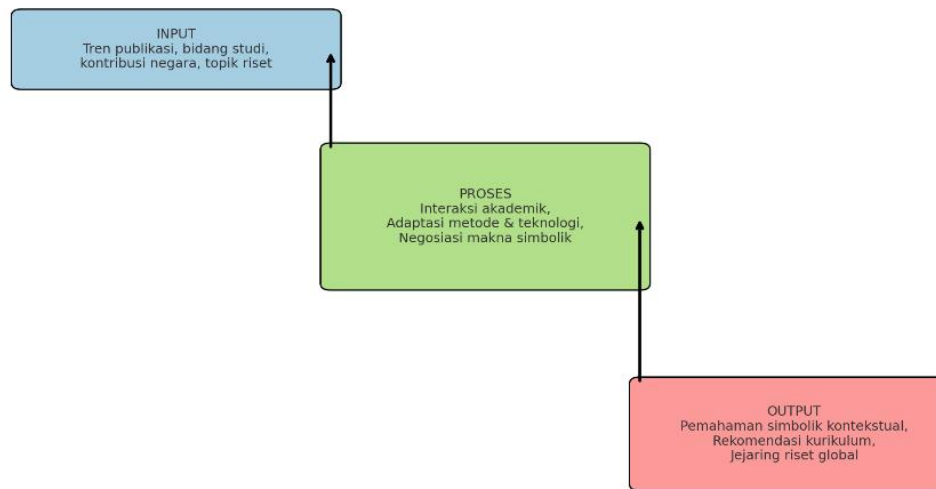 INPUT
Tren publikasi, bidang studi,
kontribusi negara, topik riset
PROSES
Interaksi akademik,
Adaptasi metode & teknologi,
Negosiasi makna simbolik
OUTPUT
Pemahaman simbolik kontekstual,
Rekomendasi kurikulum,
Jejaring riset global